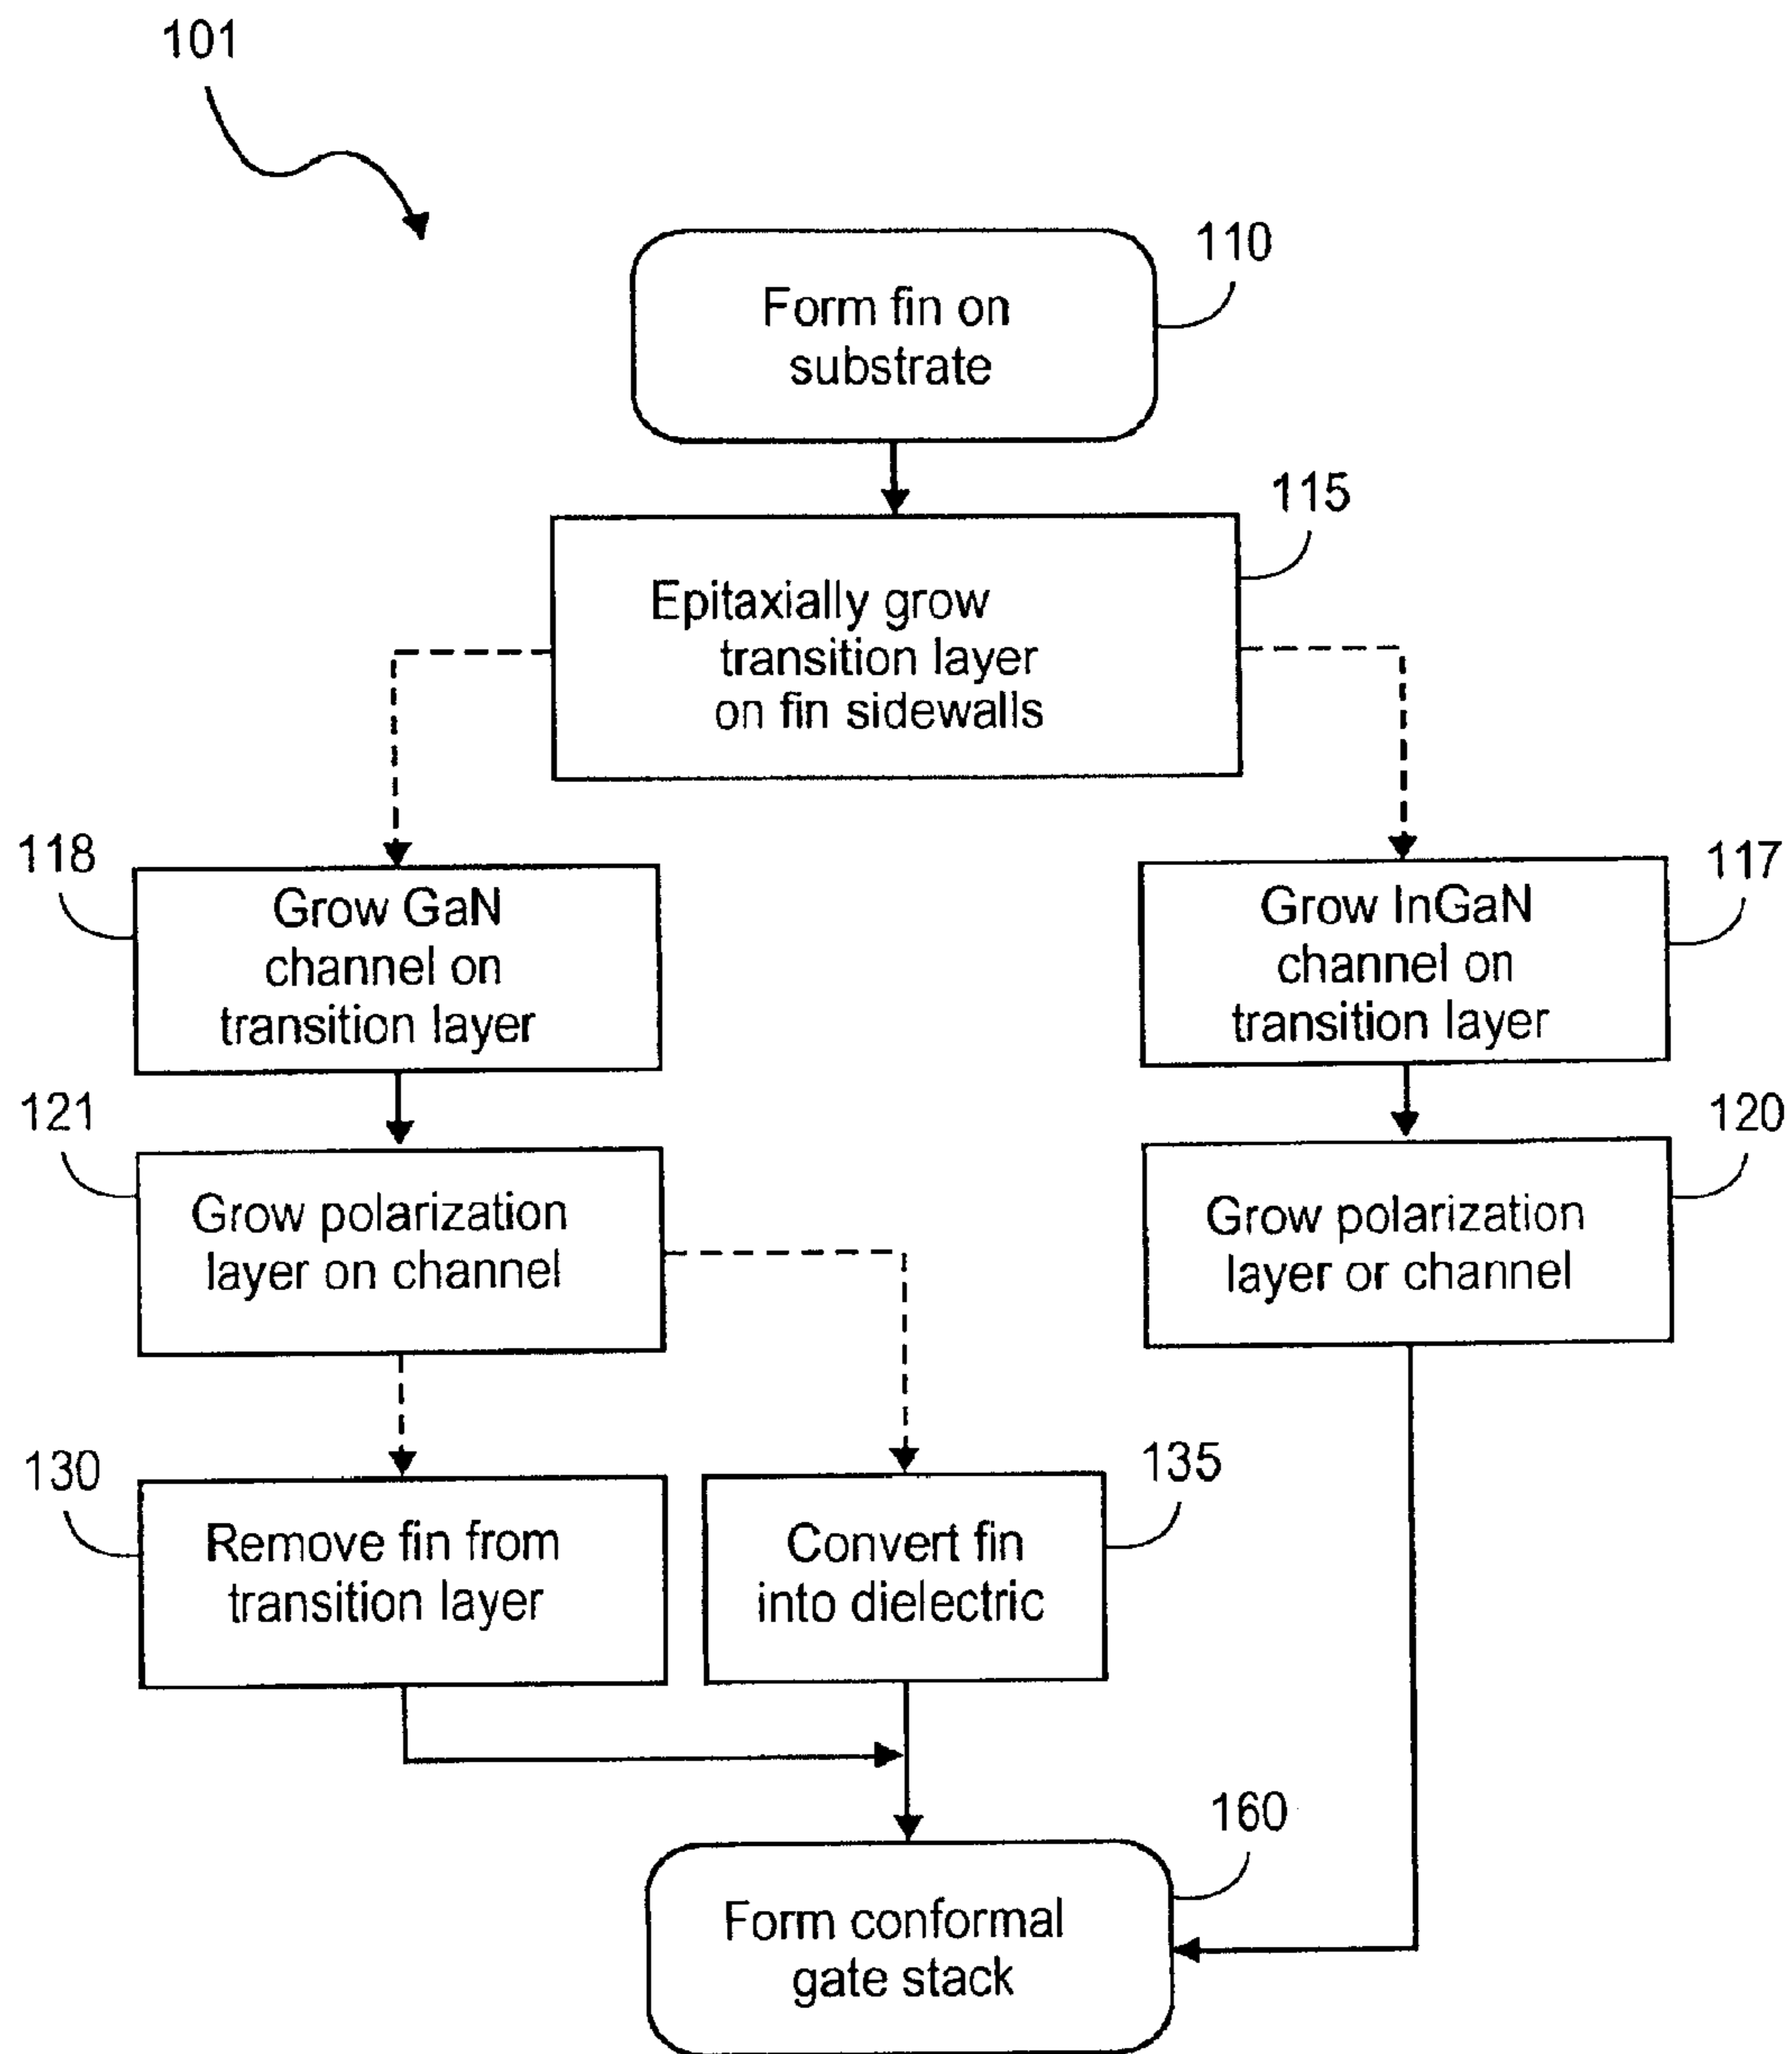 101
110
Form fin on
substrate
115
Epitaxially grow
transition layer
on fin sidewalls
118
Grow GaN
channel on
transition layer
117
Grow InGaN
channel on
transition layer
121
Grow polarization
layer on channel
120
Grow polarization
layer or channel
130
Remove fin from
transition layer
135
Convert fin
into dielectric
160
Form conformal
gate stack